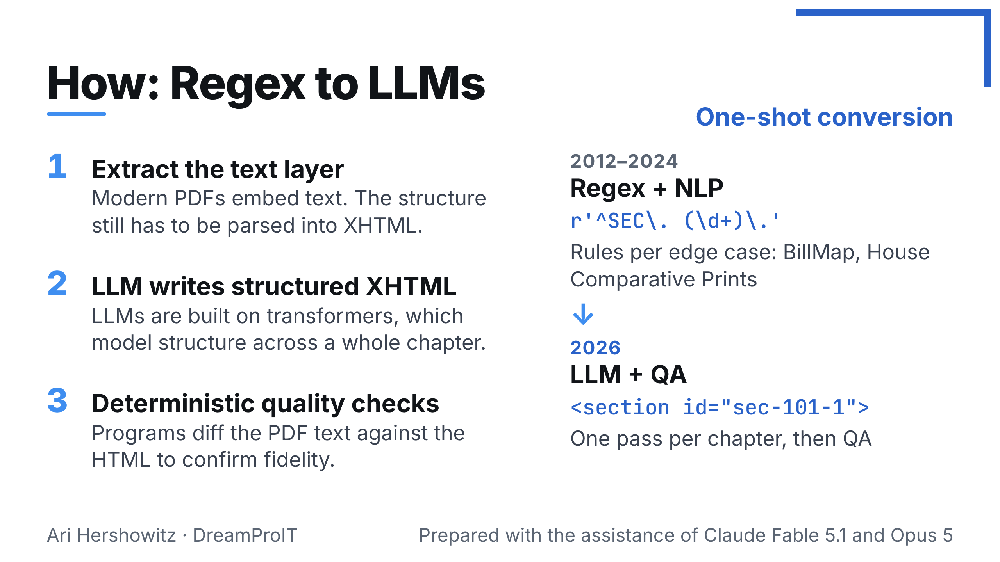 How: Regex to LLMs
One-shot conversion
1
Extract the text layer
Modern PDFs embed text. The structure
still has to be parsed into XHTML.
2
LLM writes structured XHTML
LLMs are built on transformers, which
model structure across a whole chapter.
3
Deterministic quality checks
Programs diff the PDF text against the
HTML to confirm fidelity.
2012–2024
Regex + NLP
r'^SEC\. (\d+)\.'
Rules per edge case: BillMap, House
Comparative Prints
↓
2026
LLM + QA
<section id="sec-101-1">
One pass per chapter, then QA
Ari Hershowitz · DreamProIT
Prepared with the assistance of Claude Fable 5.1 and Opus 5